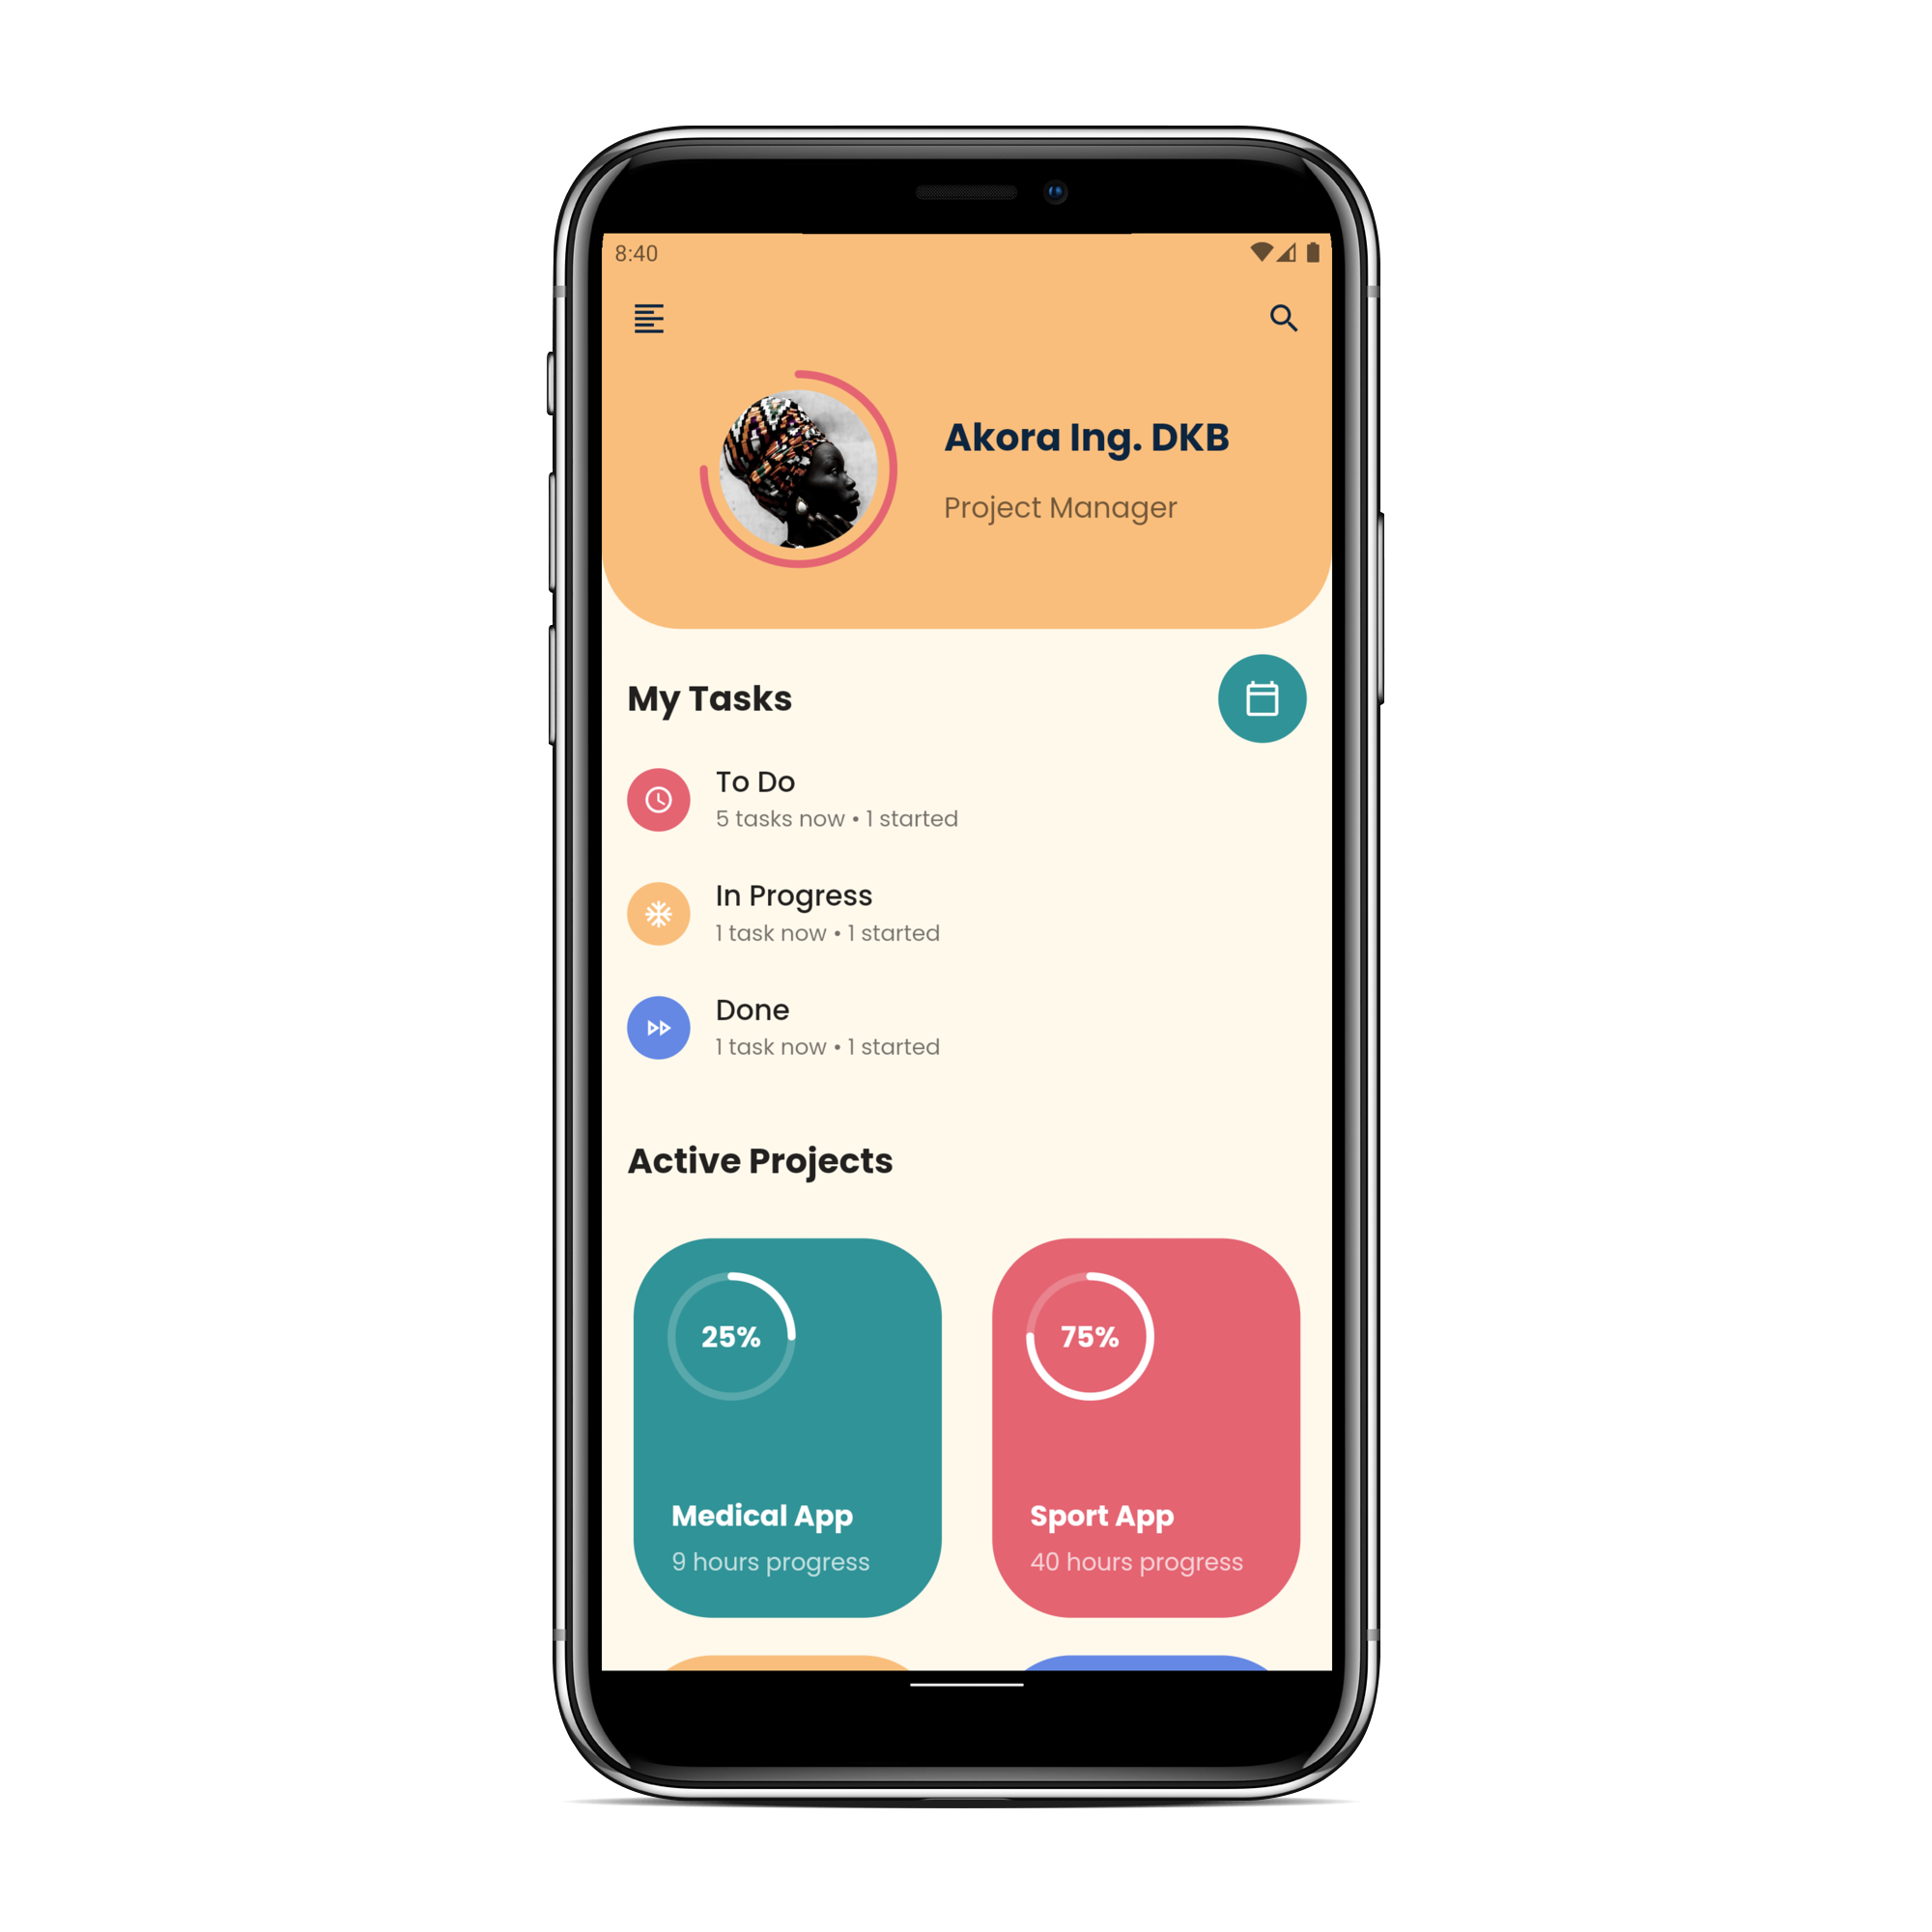 8:40
Akora Ing. DKB
Project Manager
My Tasks
To Do
5 tasks now • 1 started
In Progress
1 task now • 1 started
Done
1 task now • 1 started
Active Projects
25%
75%
Medical App
Sport App
9 hours progress
40 hours progress